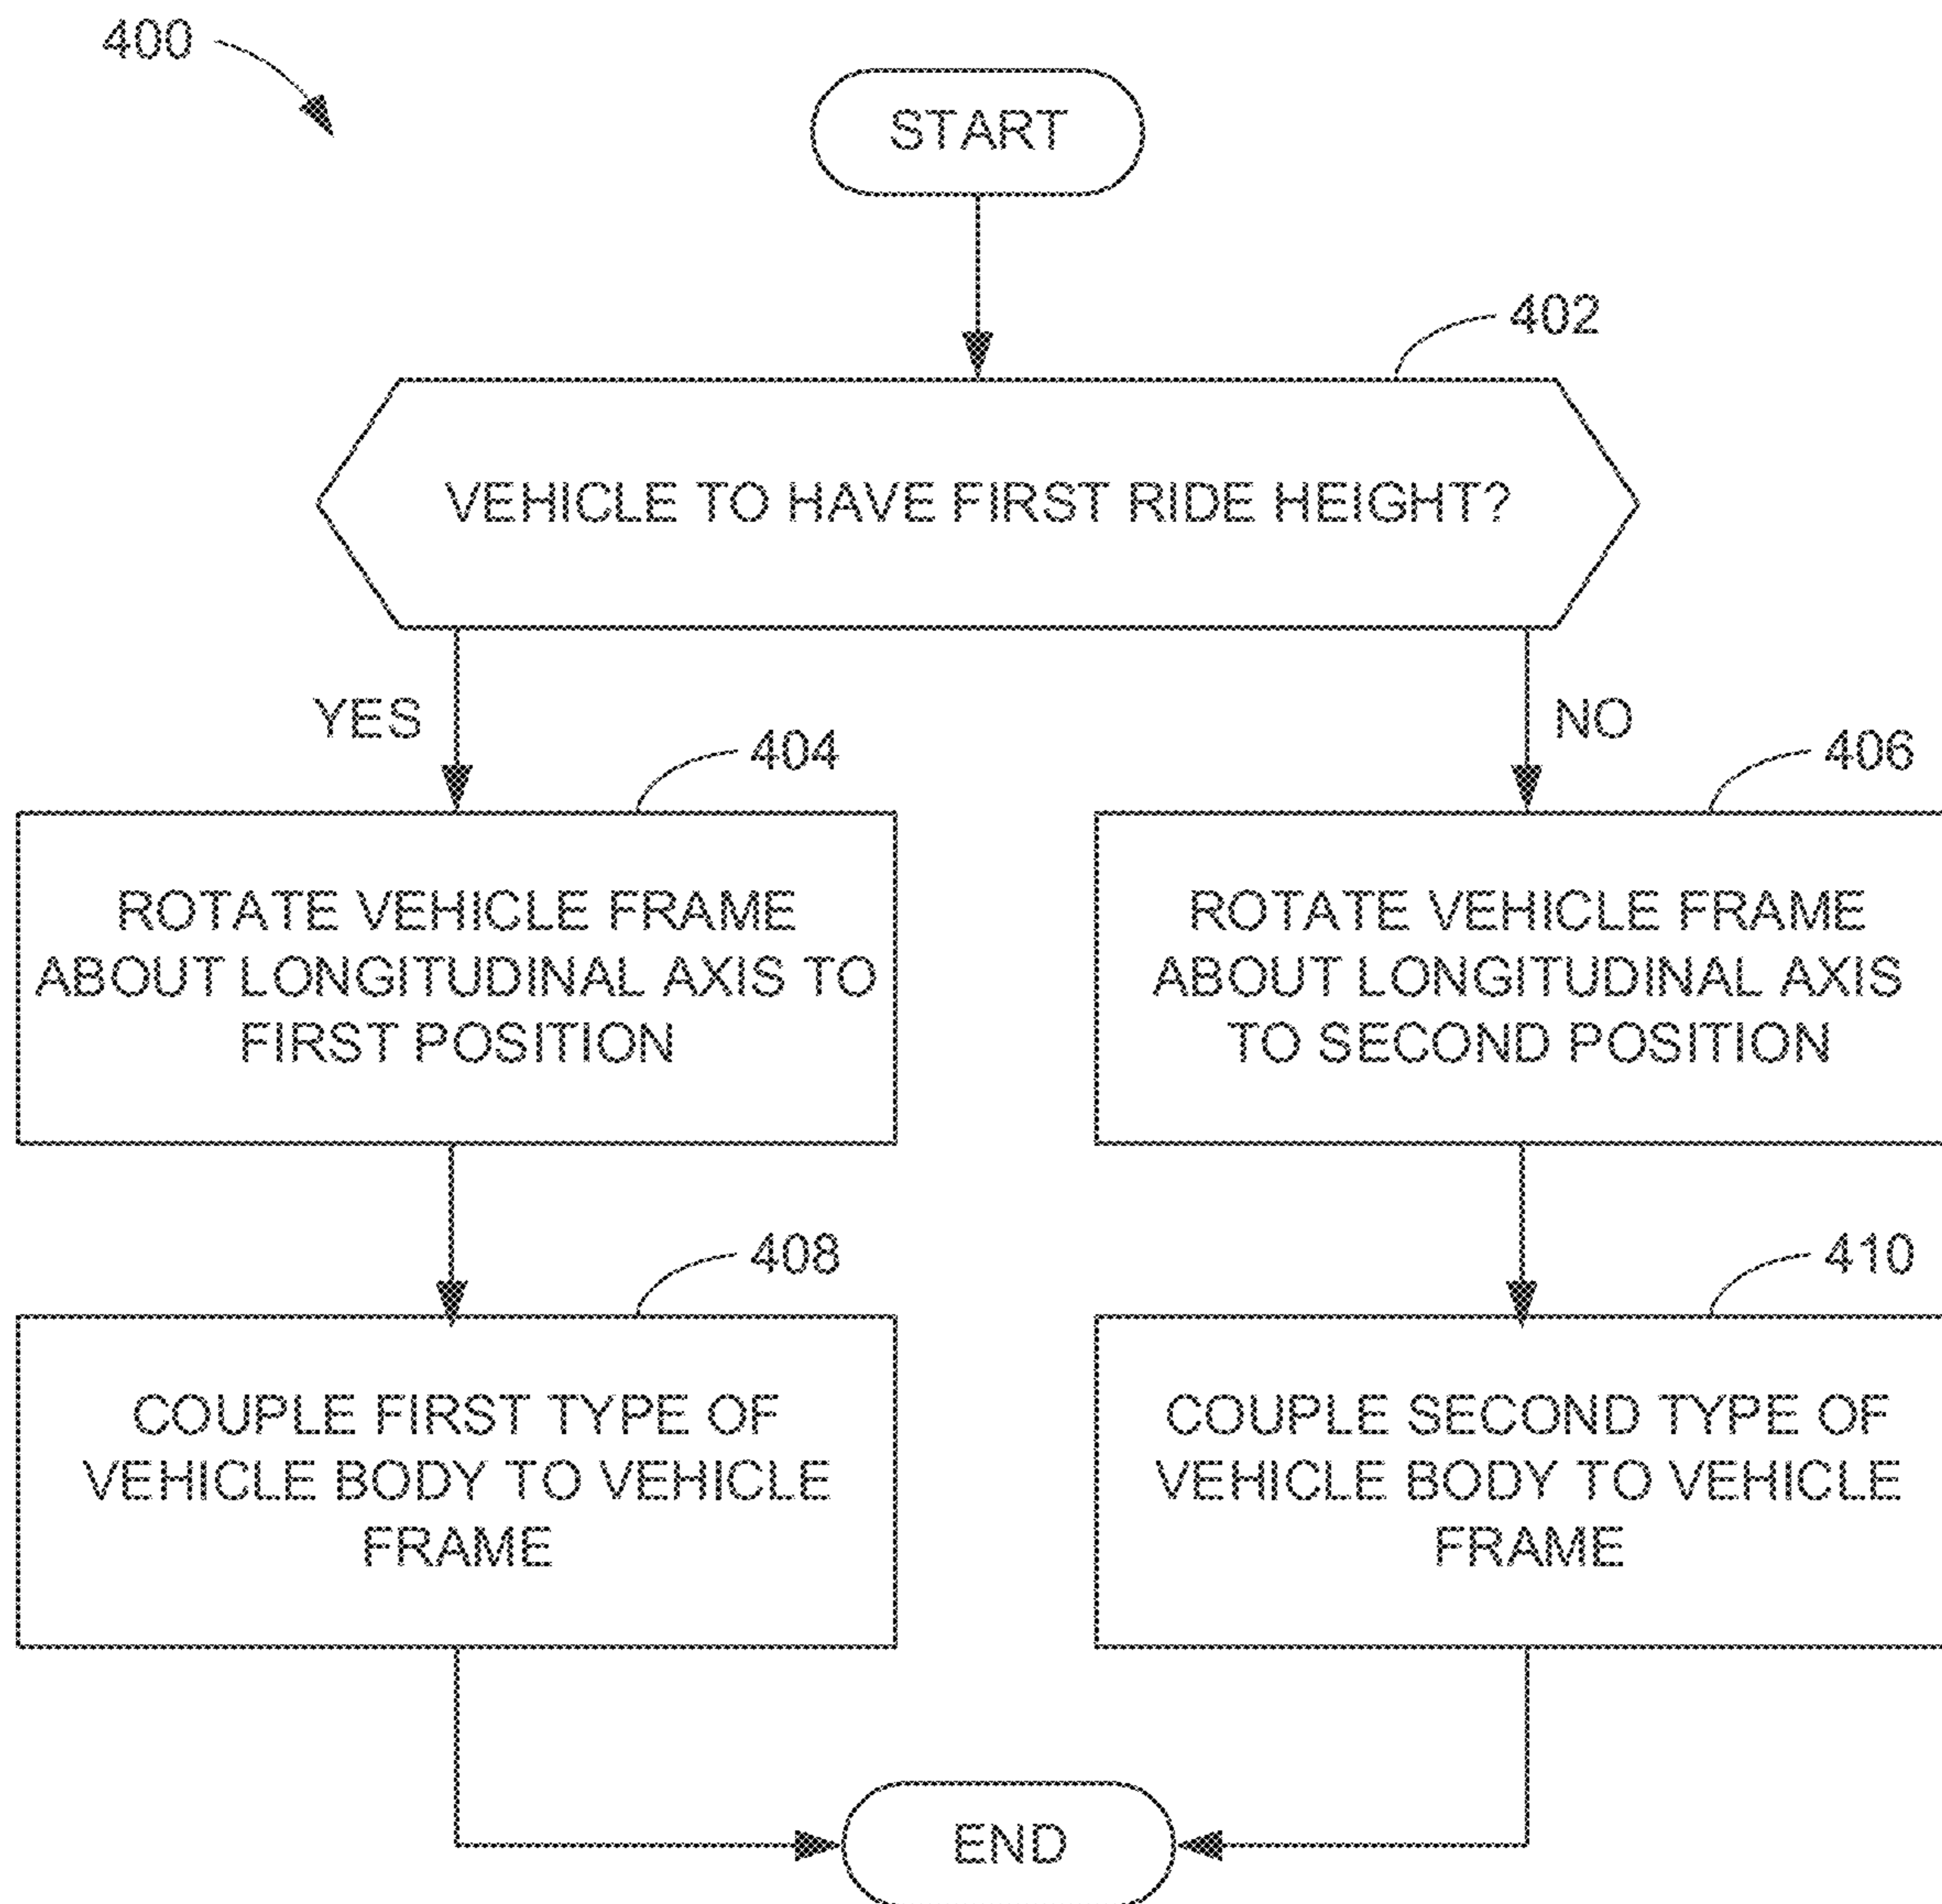 400
START
402
VEHICLE TO HAVE FIRST RIDE HEIGHT?
YES
NO
404
406
ROTATE VEHICLE FRAME
ABOUT LONGITUDINAL AXIS TO
FIRST POSITION
ROTATE VEHICLE FRAME
ABOUT LONGITUDINAL AXIS
TO SECOND POSITION
408
410
COUPLE FIRST TYPE OF
VEHICLE BODY TO VEHICLE
FRAME
COUPLE SECOND TYPE OF
VEHICLE BODY TO VEHICLE
FRAME
END